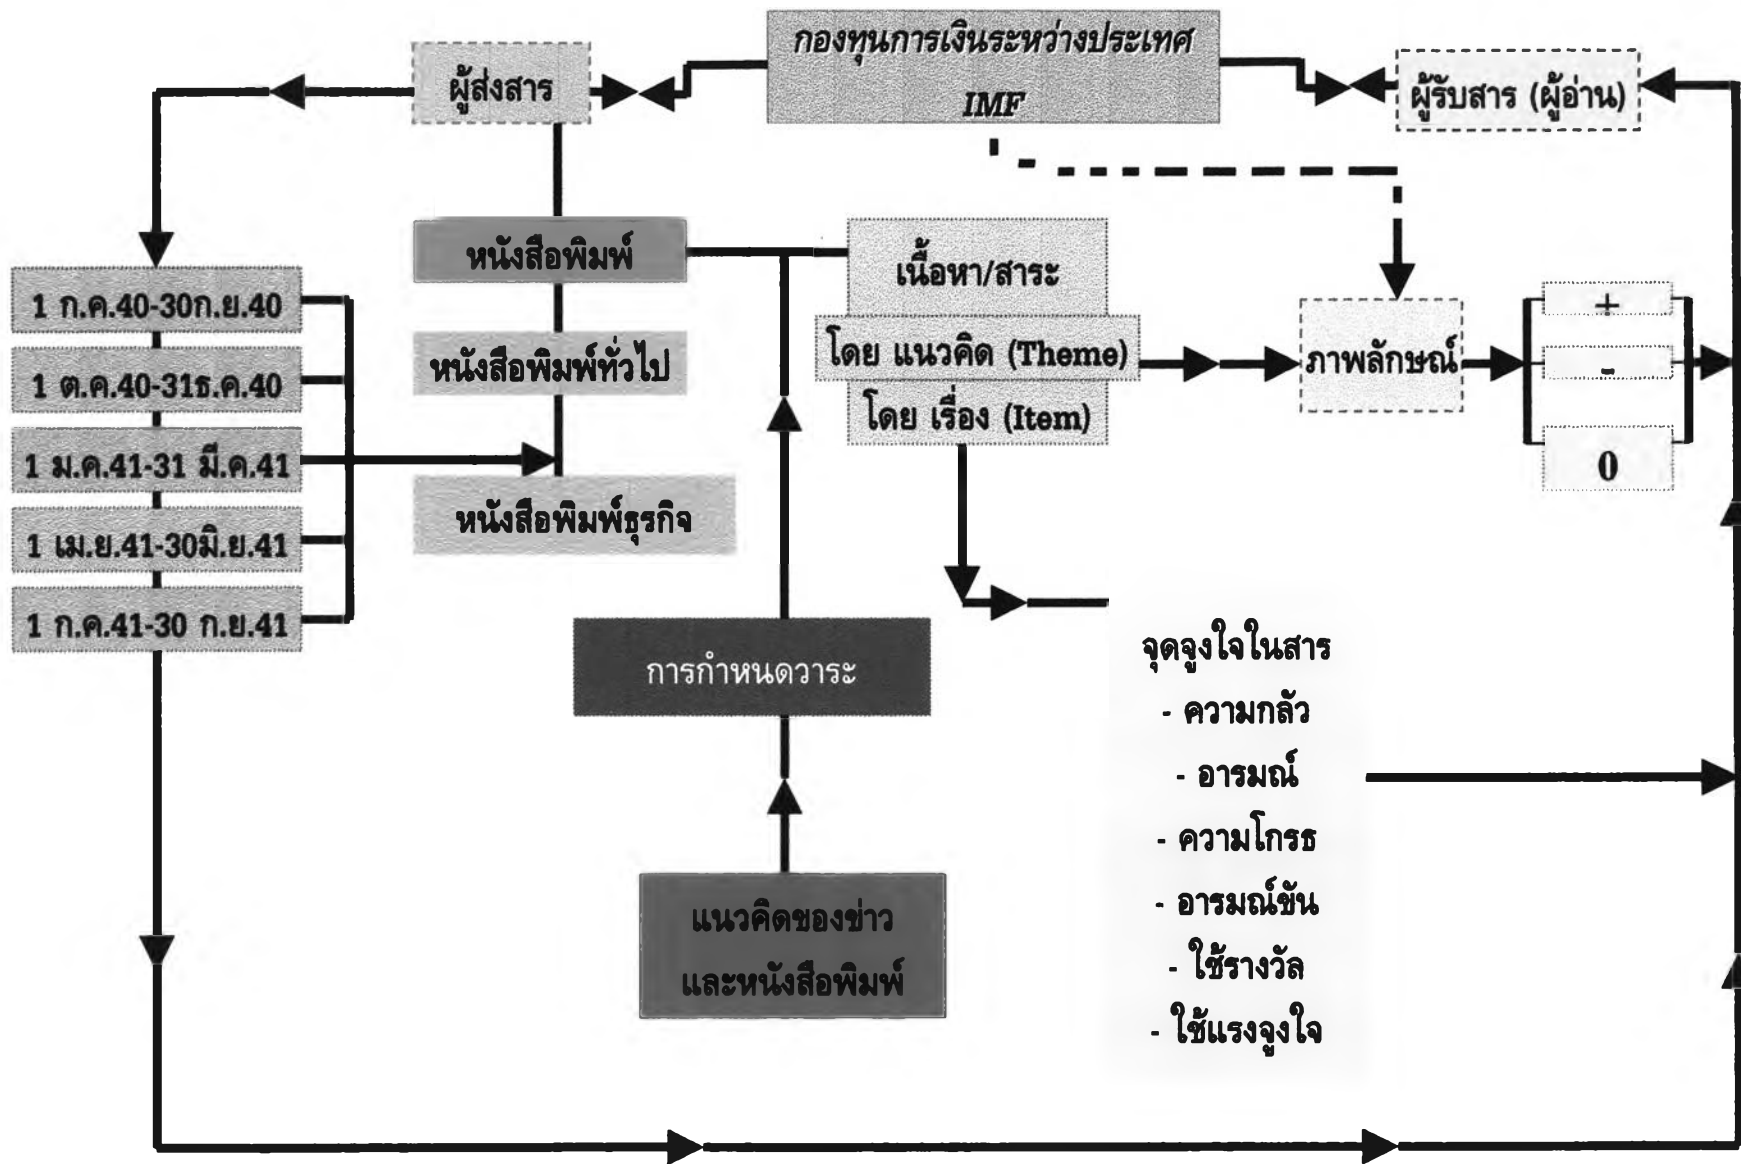 กองทุนการเงินระหว่างประเทศ
IMF
ผู้ส่งสาร
ผู้รับสาร (ผู้อ่าน)
หนังสือพิมพ์
หนังสือพิมพ์ทั่วไป
หนังสือพิมพ์ธุรกิจ
1 ก.ค.40-30ก.ย.40
1 ต.ค.40-31ธ.ค.40
1 ม.ค.41-31 มี.ค.41
1 เม.ย.41-30มิ.ย.41
1 ก.ค.41-30 ก.ย.41
เนื้อหา/สาระ
โดย แนวคิด (Theme)
โดย เรื่อง (Item)
ภาพลักษณ์
+
-
0
การกำหนดวาระ
แนวคิดของข่าว
และหนังสือพิมพ์
จุดจูงใจในสาร
- ความกลัว
- อารมณ์
- ความโกรธ
- อารมณ์ขัน
- ใช้รางวัล
- ใช้แรงจูงใจ